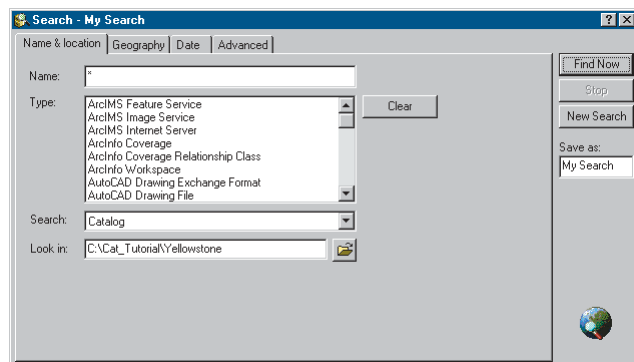 Search - My Search
Name & location Geography Date Advanced
Name: *
Type: ArcIMS Feature Service
ArcIMS Image Service
ArcIMS Internet Server
ArcInfo Coverage
ArcInfo Coverage Relationship Class
ArcInfo Workspace
AutoCAD Drawing Exchange Format
AutoCAD Drawing File
Clear
Search: Catalog
Look in: C:\Cat_Tutorial\Yellowstone
Find Now
Stop
New Search
Save as:
My Search